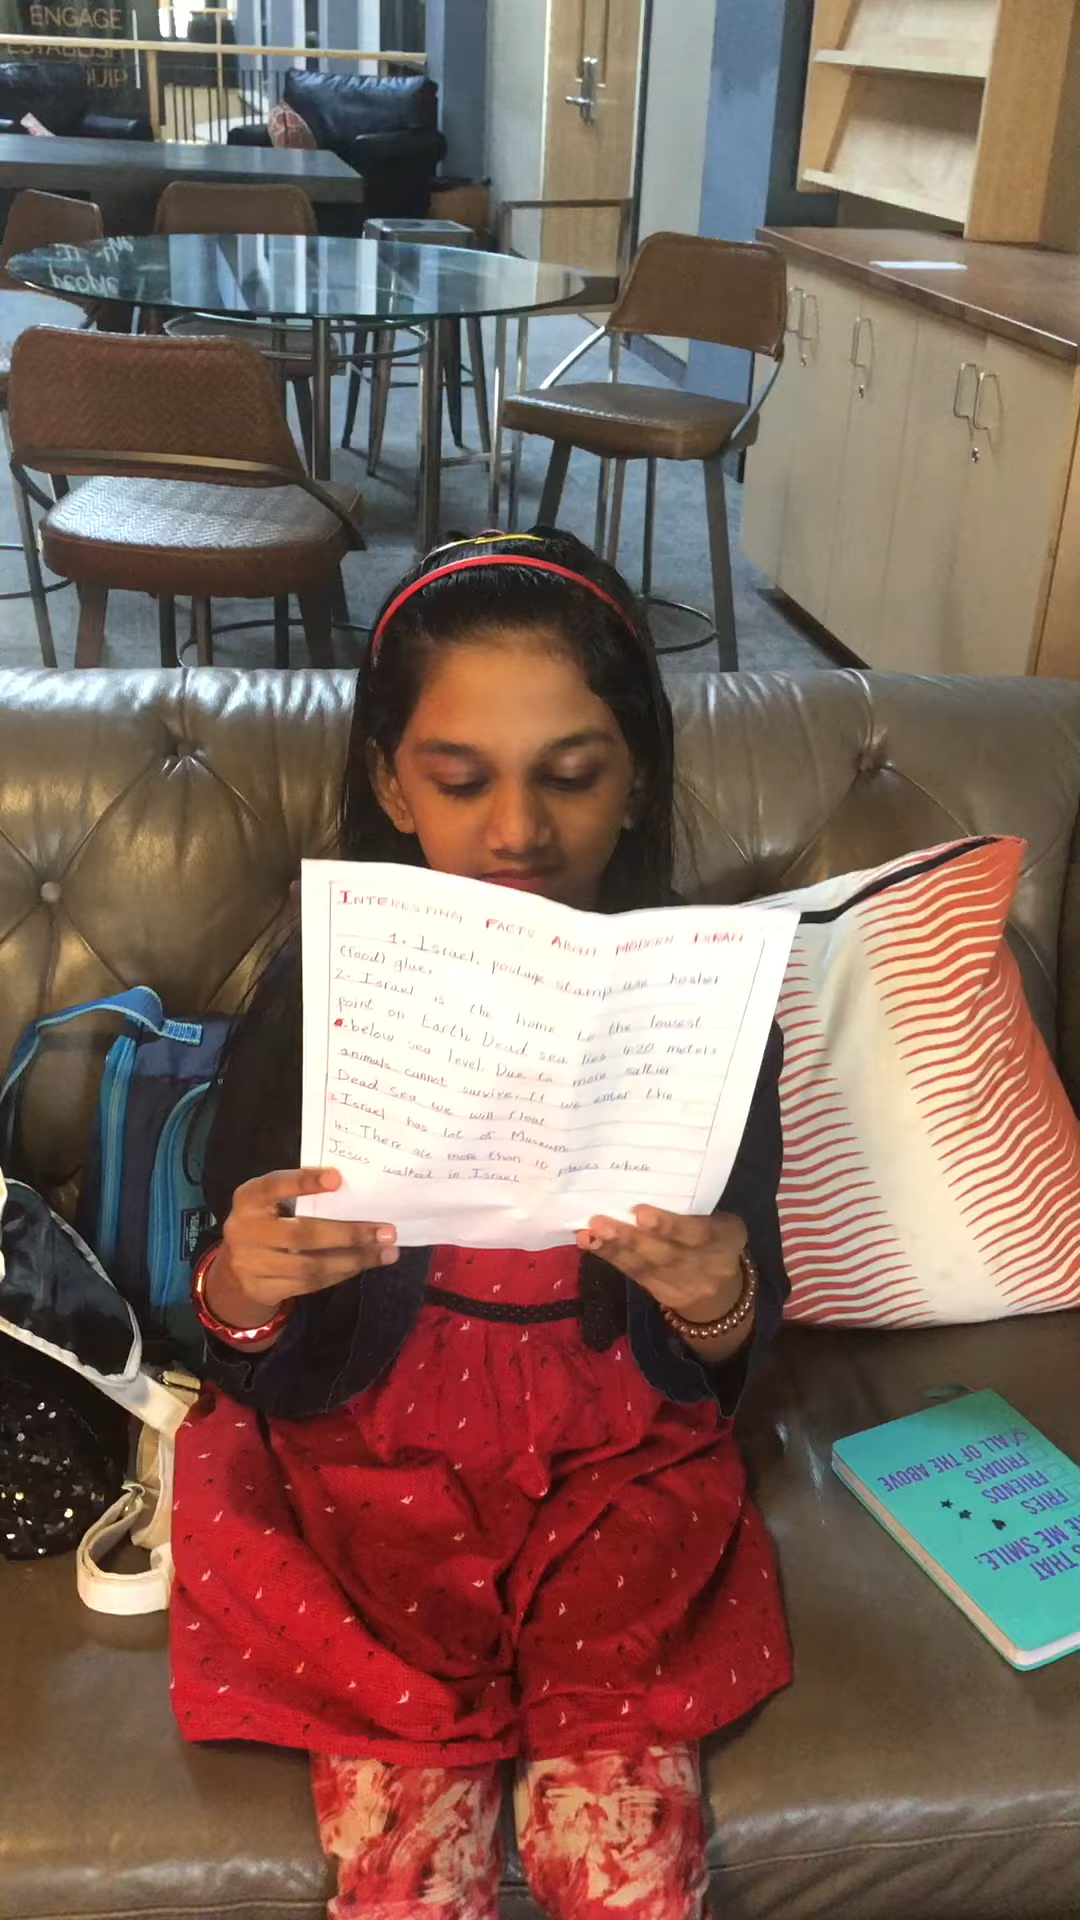 ENGAGE
ESTABLISH
INTERESTING FACTS ABOUT MODERN ISRAEL
1. Israel, postage stamp use kosher
(food) glue.
2. Israel is the home to the lowest
point on Earth. Dead sea lies 420 meters
below sea level. Due to more saltier
animals cannot survive. If we enter the
Dead sea we will float
3. Israel has lot of Museum
4. There are more than 10 places where
Jesus walked in Israel
THAT
ME SMILE:
FRIES
FRIENDS
FRIDAYS
ALL OF THE ABOVE